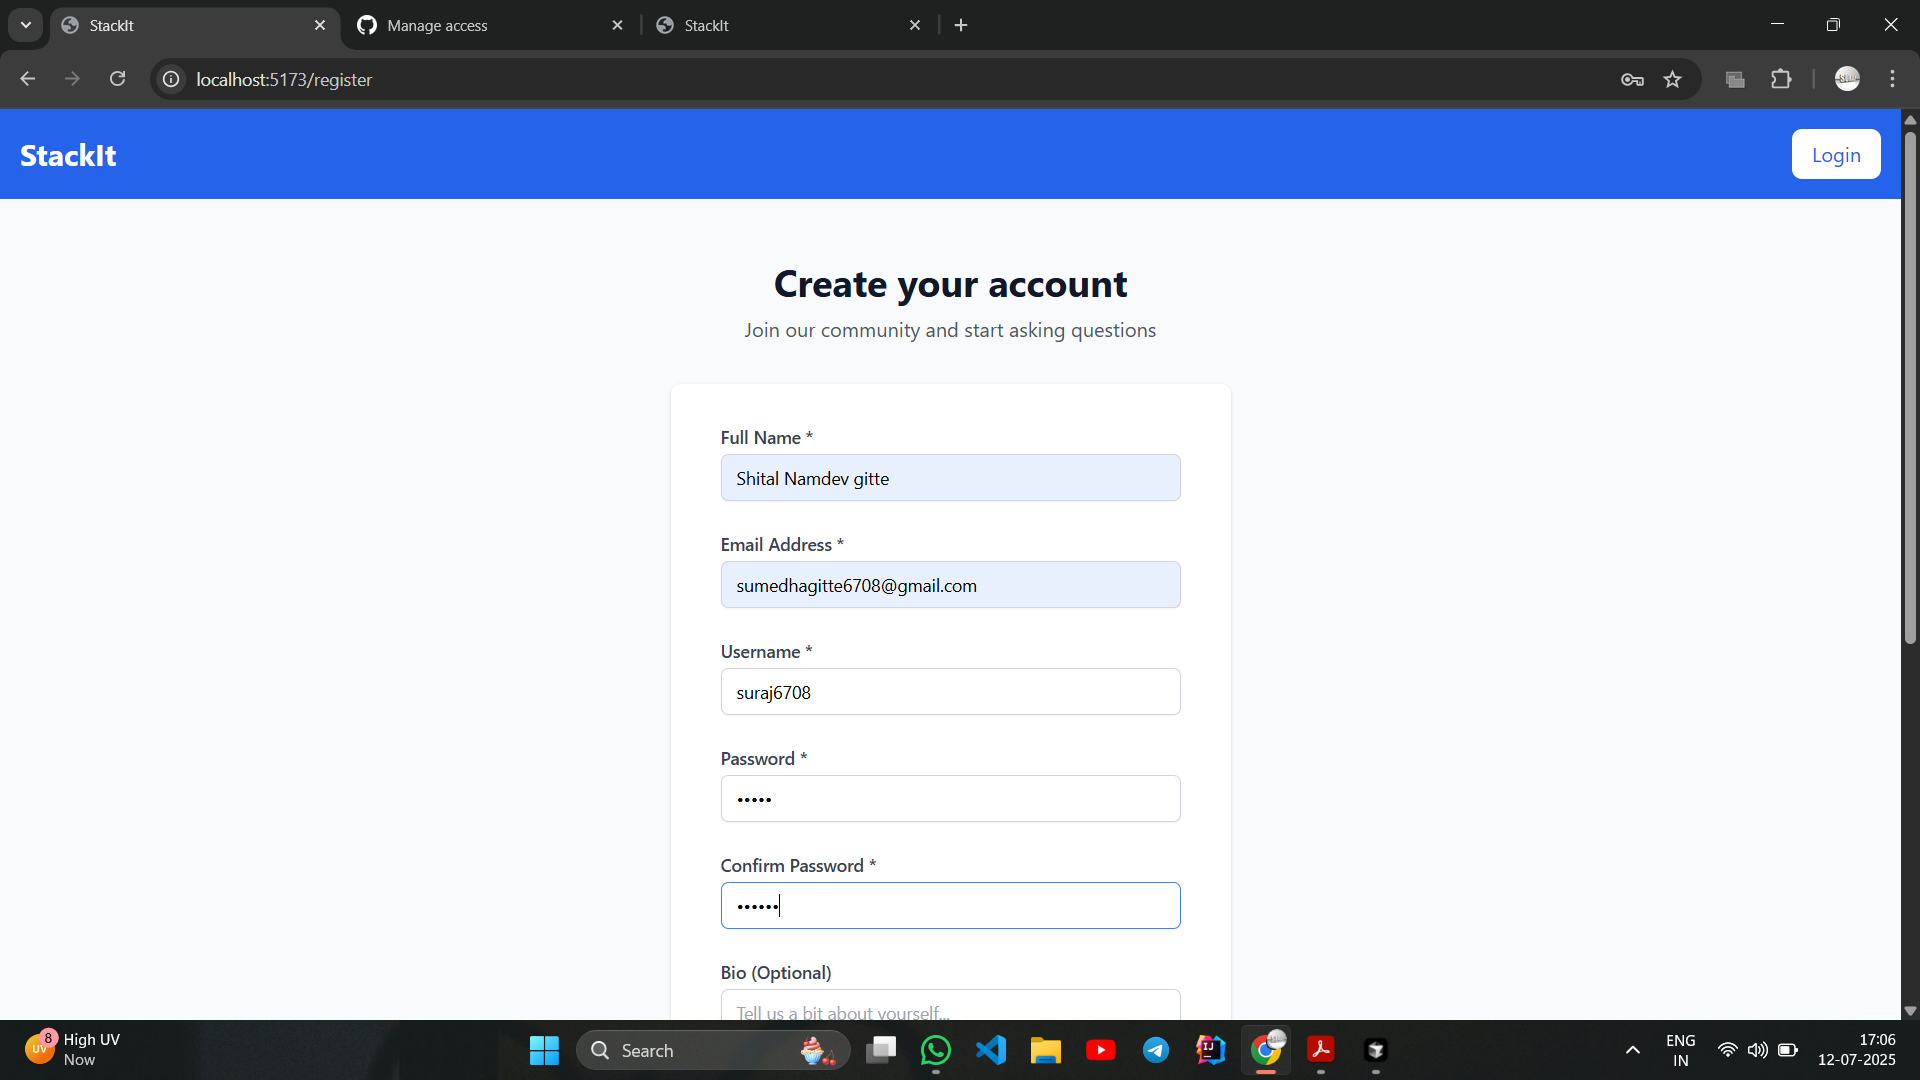 StackIt
Manage access
StackIt
localhost:5173/register
StackIt
Login
Create your account
Join our community and start asking questions
Full Name *
Shital Namdev gitte
Email Address *
sumedhagitte6708@gmail.com
Username *
suraj6708
Password *
•••••
Confirm Password *
••••••
Bio (Optional)
Tell us a bit about yourself...
8
UV
High UV
Now
Search
IJ
ENG
IN
17:06
12-07-2025